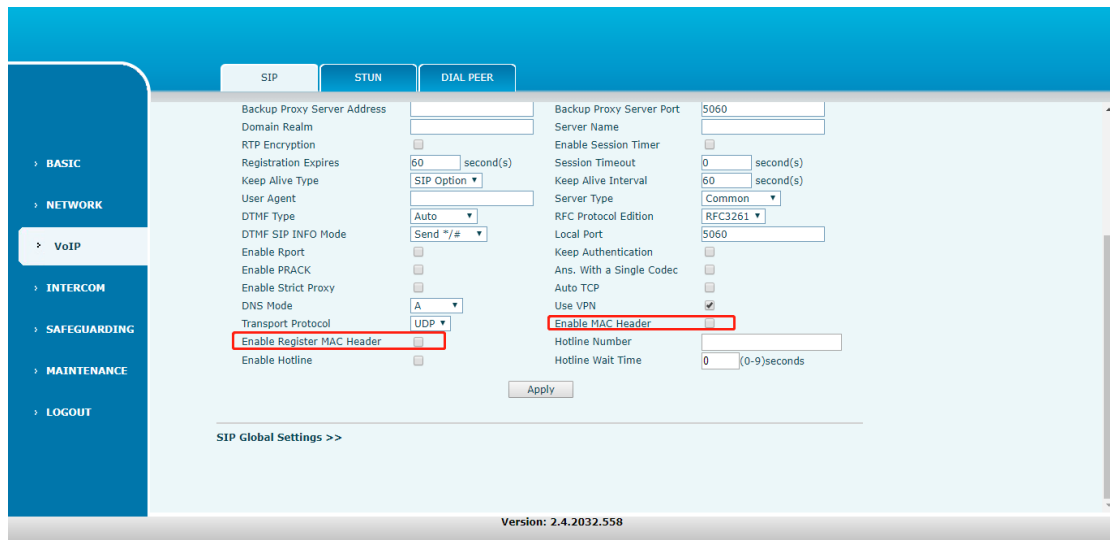 SIP STUN DIAL PEER
Backup Proxy Server Address Backup Proxy Server Port 5060
Domain Realm Server Name
RTP Encryption Enable Session Timer
› BASIC
Registration Expires 60 second(s) Session Timeout 0 second(s)
Keep Alive Type SIP Option ▼ Keep Alive Interval 60 second(s)
› NETWORK
User Agent Server Type Common ▼
DTMF Type Auto ▼ RFC Protocol Edition RFC3261 ▼
DTMF SIP INFO Mode Send */# ▼ Local Port 5060
› VoIP
Enable Rport Keep Authentication
Enable PRACK Ans. With a Single Codec
› INTERCOM
Enable Strict Proxy Auto TCP
DNS Mode A ▼ Use VPN
› SAFEGUARDING
Transport Protocol UDP ▼ Enable MAC Header
Enable Register MAC Header Hotline Number
Enable Hotline Hotline Wait Time 0 (0-9)seconds
› MAINTENANCE
Apply
› LOGOUT
SIP Global Settings >>
Version: 2.4.2032.558